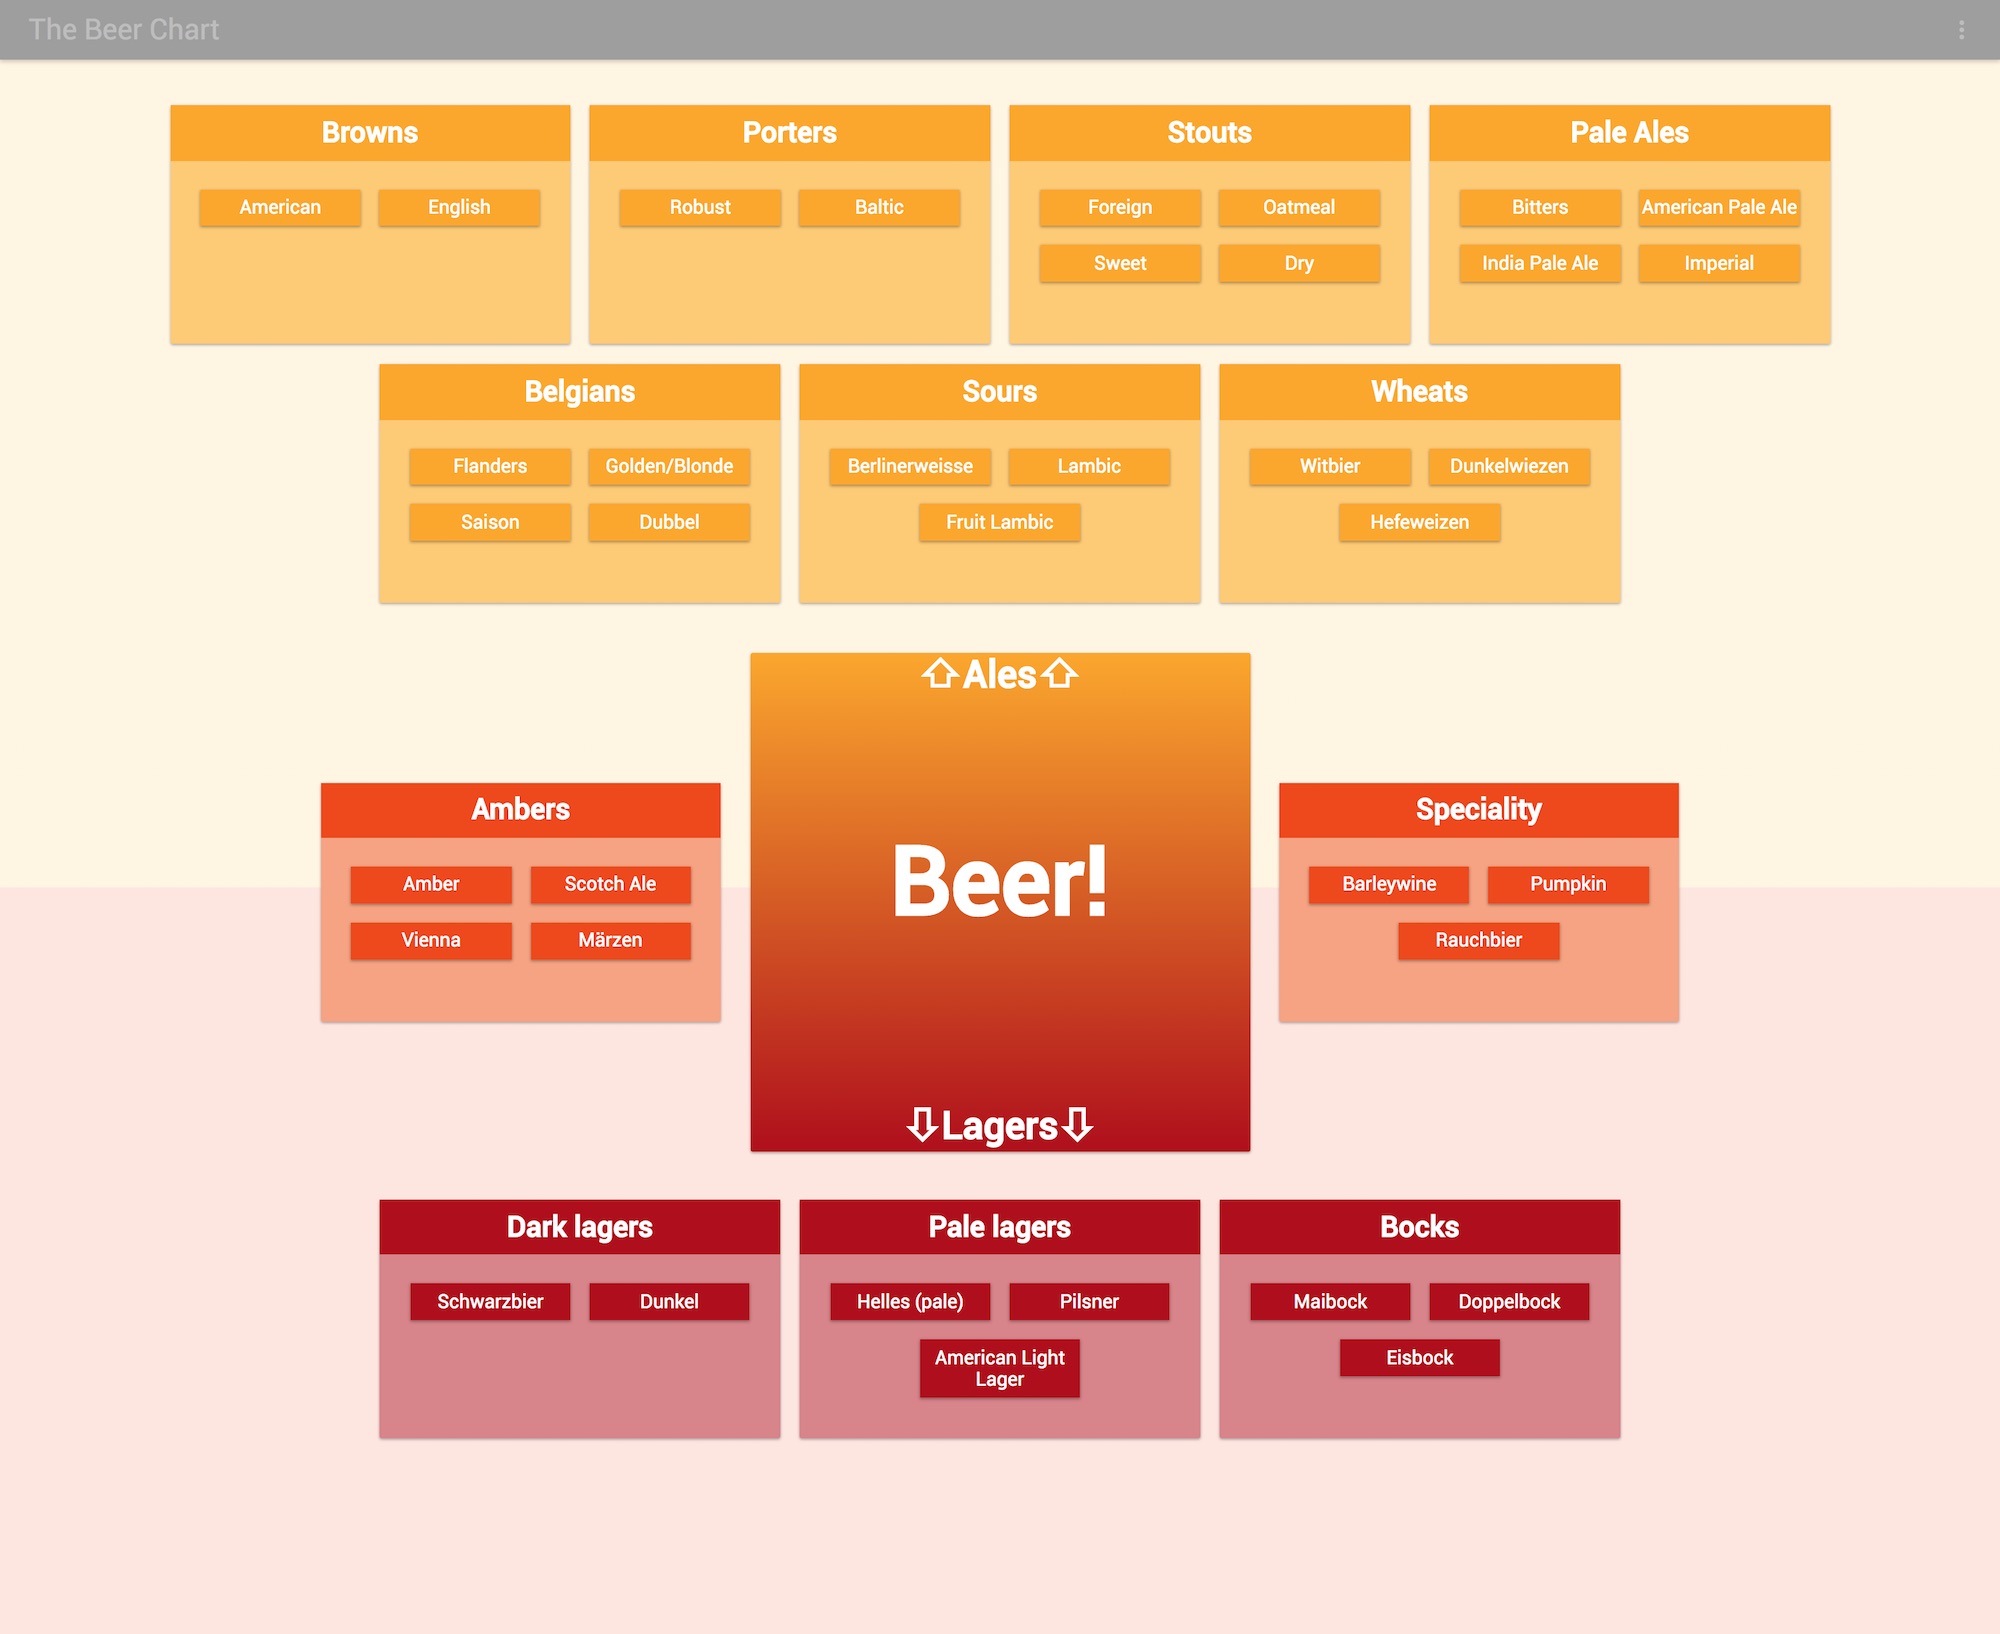 The Beer Chart
Browns
American
English
Porters
Robust
Baltic
Stouts
Foreign
Oatmeal
Sweet
Dry
Pale Ales
Bitters
American Pale Ale
India Pale Ale
Imperial
Belgians
Flanders
Golden/Blonde
Saison
Dubbel
Sours
Berlinerweisse
Lambic
Fruit Lambic
Wheats
Witbier
Dunkelwiezen
Hefeweizen
Ales
Beer!
Lagers
Ambers
Amber
Scotch Ale
Vienna
Märzen
Speciality
Barleywine
Pumpkin
Rauchbier
Dark lagers
Schwarzbier
Dunkel
Pale lagers
Helles (pale)
Pilsner
American Light
Lager
Bocks
Maibock
Doppelbock
Eisbock